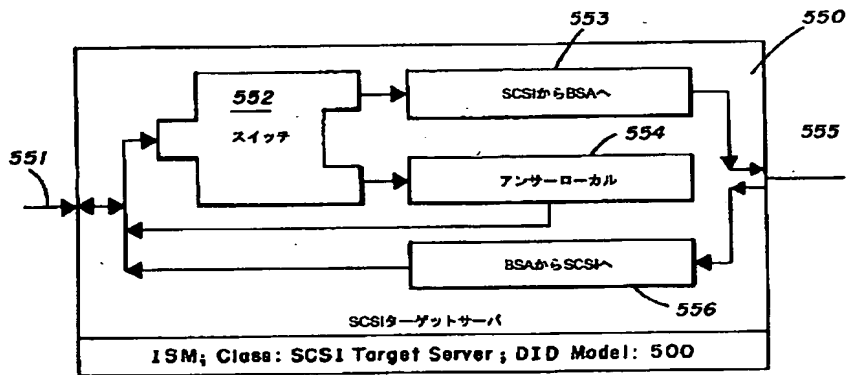 553
550
552
スイッチ
SCSIからBSAへ
554
555
551
アンサーローカル
BSAからSCSIへ
556
SCSIターゲットサーバ
ISM; Class: SCSI Target Server; DID Model: 500